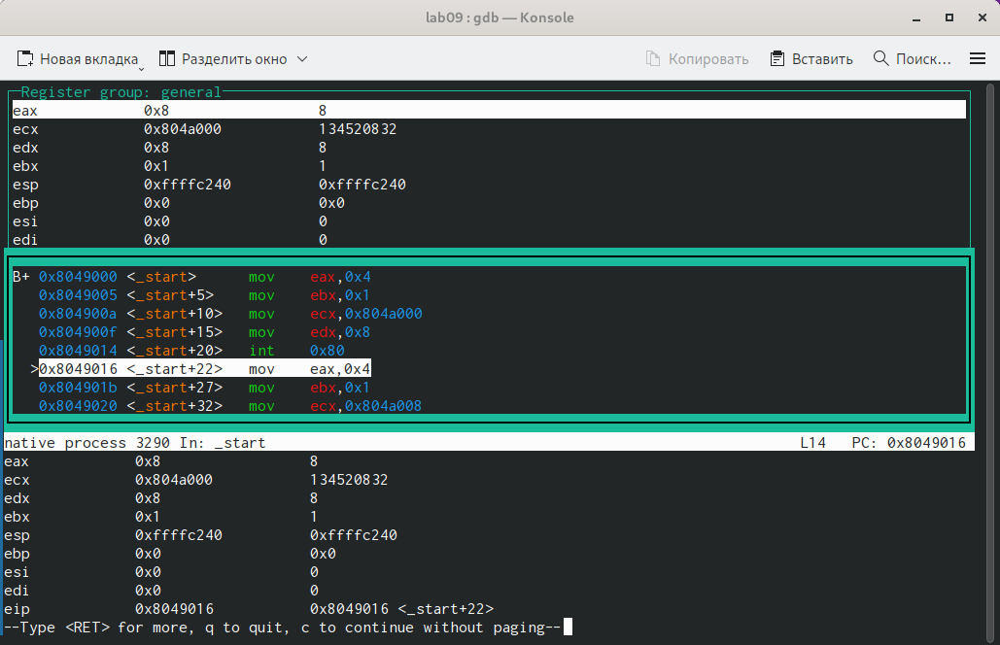 lab09 : gdb — Konsole
Новая вкладка Разделить окно Копировать Вставить Поиск...
Register group: general
eax 0x8 8
ecx 0x804a000 134520832
edx 0x8 8
ebx 0x1 1
esp 0xffffc240 0xffffc240
ebp 0x0 0x0
esi 0x0 0
edi 0x0 0
B+ 0x8049000 <_start> mov eax,0x4
0x8049005 <_start+5> mov ebx,0x1
0x804900a <_start+10> mov ecx,0x804a000
0x804900f <_start+15> mov edx,0x8
0x8049014 <_start+20> int 0x80
>0x8049016 <_start+22> mov eax,0x4
0x804901b <_start+27> mov ebx,0x1
0x8049020 <_start+32> mov ecx,0x804a008
native process 3290 In: _start L14 PC: 0x8049016
eax 0x8 8
ecx 0x804a000 134520832
edx 0x8 8
ebx 0x1 1
esp 0xffffc240 0xffffc240
ebp 0x0 0x0
esi 0x0 0
edi 0x0 0
eip 0x8049016 0x8049016 <_start+22>
--Type <RET> for more, q to quit, c to continue without paging--